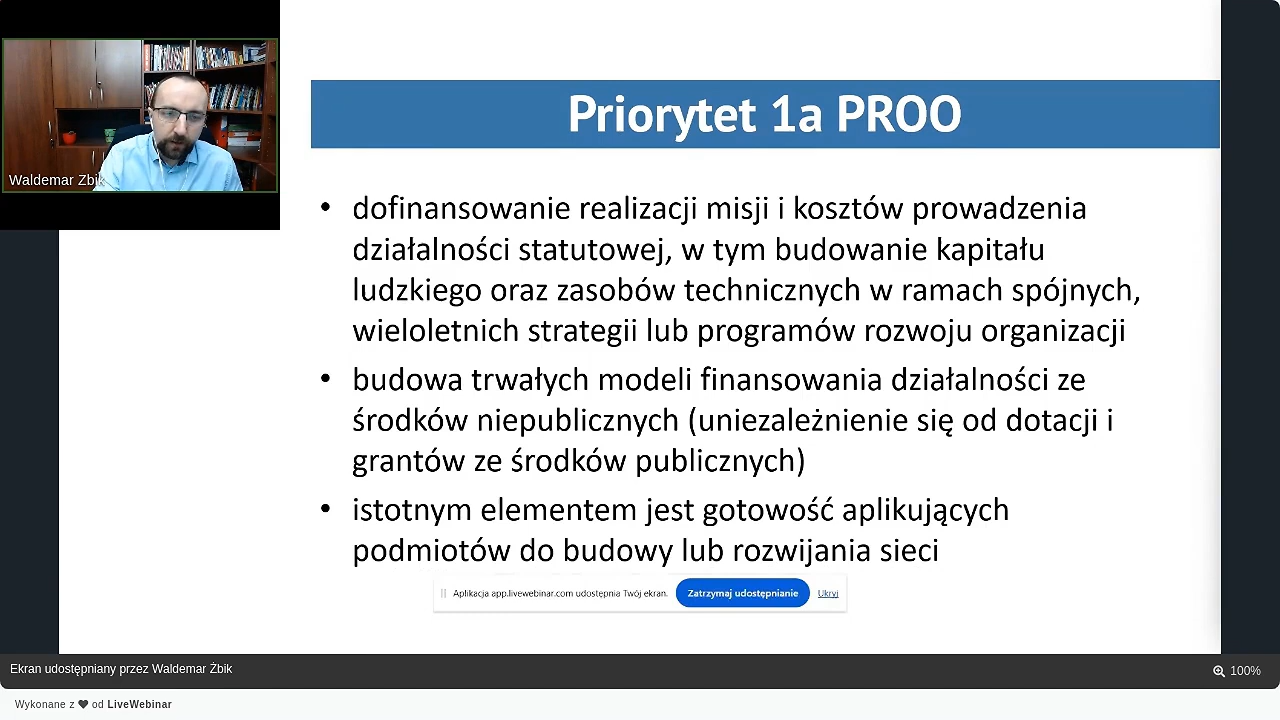 Waldemar Żbik
Priorytet 1a PROO
• dofinansowanie realizacji misji i kosztów prowadzenia
działalności statutowej, w tym budowanie kapitału
ludzkiego oraz zasobów technicznych w ramach spójnych,
wieloletnich strategii lub programów rozwoju organizacji
• budowa trwałych modeli finansowania działalności ze
środków niepublicznych (uniezależnienie się od dotacji i
grantów ze środków publicznych)
• istotnym elementem jest gotowość aplikujących
podmiotów do budowy lub rozwijania sieci
Aplikacja app.livewebinar.com udostępnia Twój ekran. Zatrzymaj udostępnianie Ukryj
Ekran udostępniany przez Waldemar Żbik 100%
Wykonane z ❤ od LiveWebinar